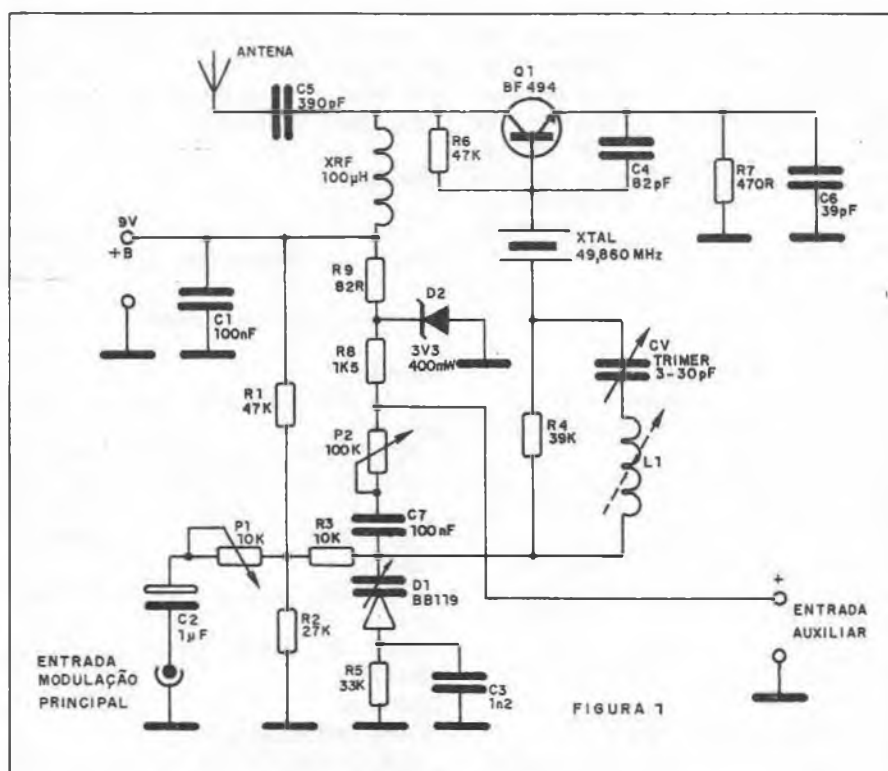 ANTENA
C5
390pF
Q1
BF 494
XRF
100µH
R6
47K
C4
82pF
R7
470R
C6
39pF
9V
+B
XTAL
49,860 MHz
R9
82R
D2
C1
100nF
R8
1K5
3V3
400mW
CV
TRIMER
3-30pF
R1
47K
P2
100K
R4
39K
L1
C7
100nF
P1
10K
R3
10K
D1
BB119
C2
1µF
R2
27K
+
ENTRADA
AUXILIAR
ENTRADA
MODULAÇÃO
PRINCIPAL
R5
33K
C3
1n2
FIGURA 1